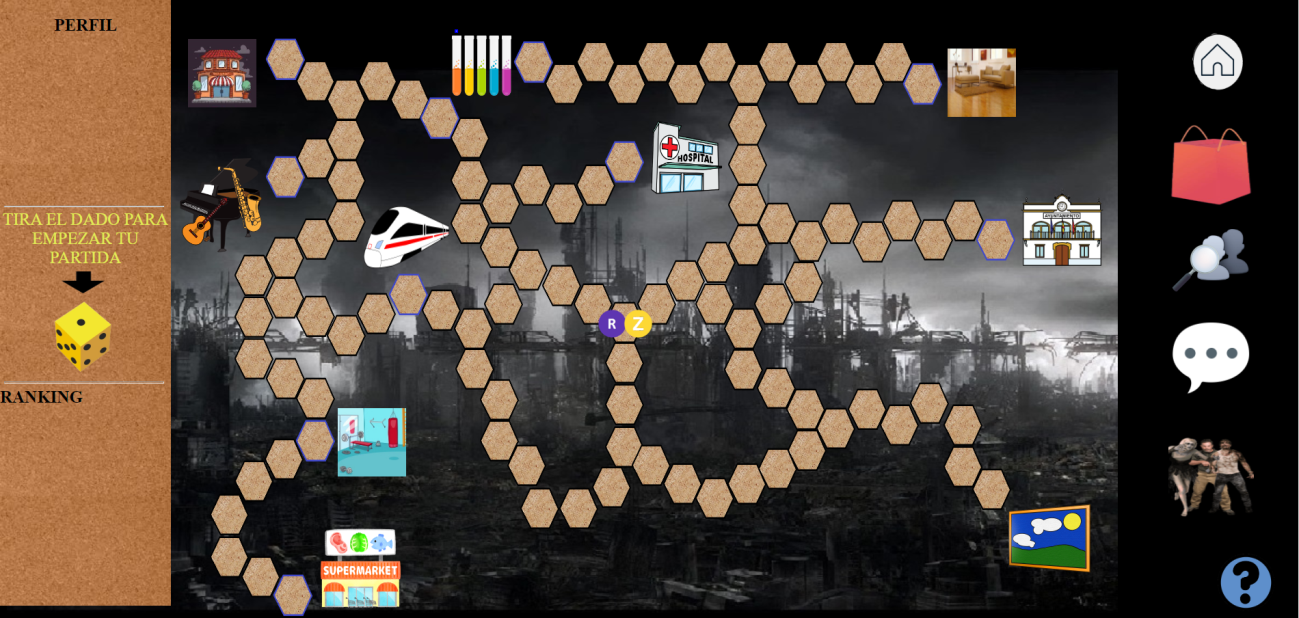 PERFIL
TIRA EL DADO PARA
EMPEZAR TU
PARTIDA
RANKING
HOSPITAL
AYUNTAMIENTO
R
Z
SUPERMARKET
?